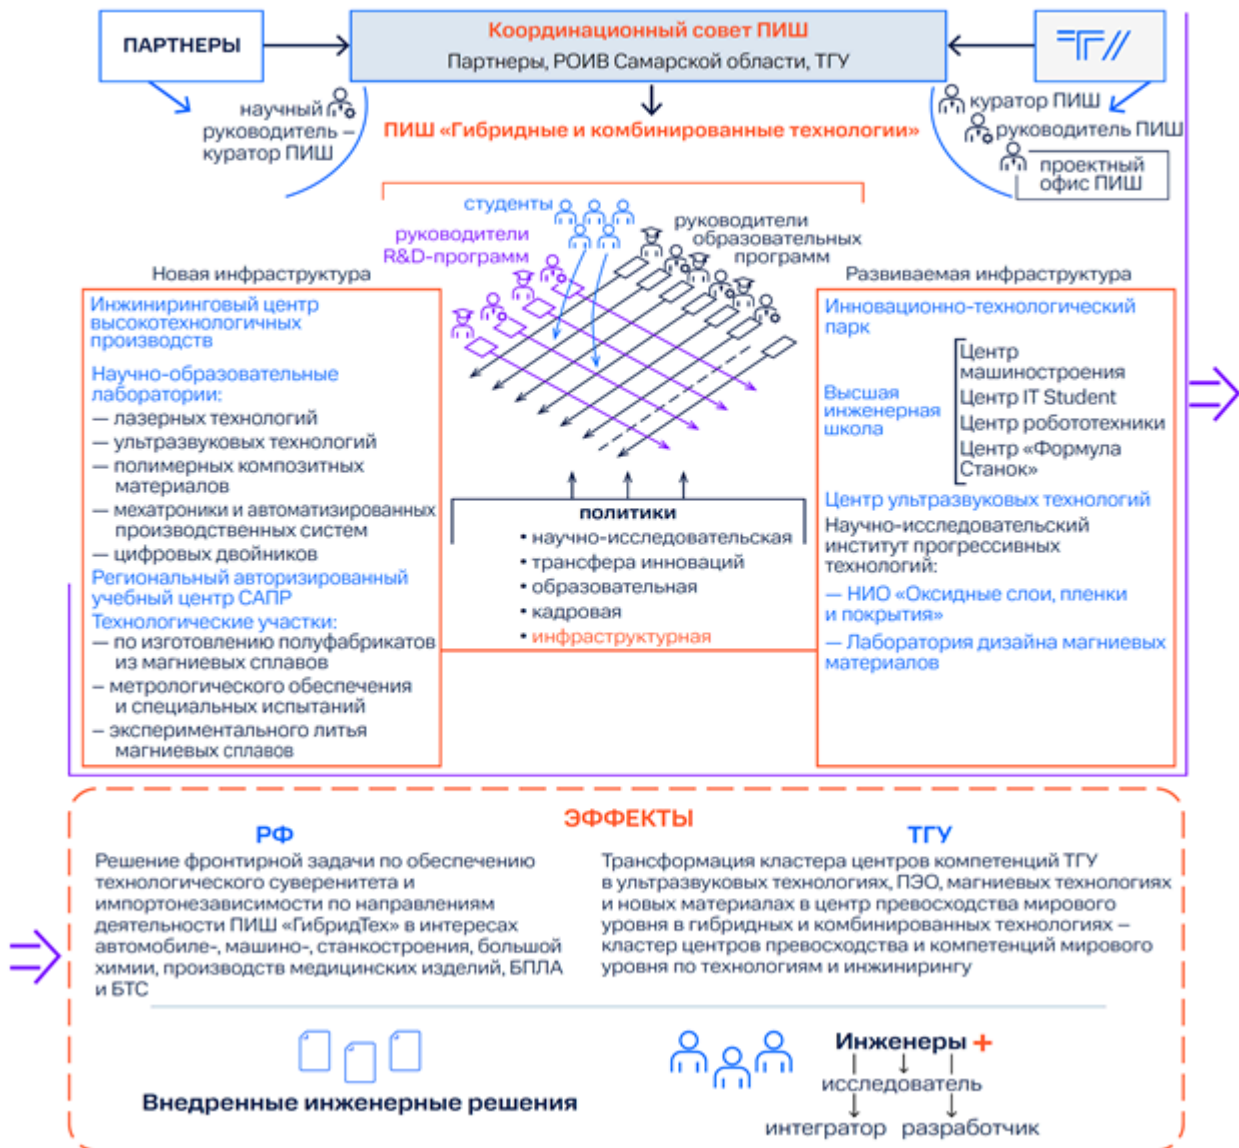 ПАРТНЕРЫ
Координационный совет ПИШ
Партнеры, РОИВ Самарской области, ТГУ
научный
руководитель –
куратор ПИШ
ПИШ «Гибридные и комбинированные технологии»
куратор ПИШ
руководитель ПИШ
проектный
офис ПИШ
студенты
руководители
R&D-программ
руководители
образовательных
программ
Новая инфраструктура
Инжиниринговый центр
высокотехнологичных
производств
Научно-образовательные
лаборатории:
— лазерных технологий
— ультразвуковых технологий
— полимерных композитных
материалов
— мехатроники и автоматизированных
производственных систем
— цифровых двойников
Региональный авторизированный
учебный центр САПР
Технологические участки:
— по изготовлению полуфабрикатов
из магниевых сплавов
— метрологического обеспечения
и специальных испытаний
— экспериментального литья
магниевых сплавов
политики
• научно-исследовательская
• трансфера инноваций
• образовательная
• кадровая
• инфраструктурная
Развиваемая инфраструктура
Инновационно-технологический
парк
Высшая
инженерная
школа
Центр
машиностроения
Центр IT Student
Центр робототехники
Центр «Формула
Станок»
Центр ультразвуковых технологий
Научно-исследовательский
институт прогрессивных
технологий:
— НИО «Оксидные слои, пленки
и покрытия»
— Лаборатория дизайна магниевых
материалов
ЭФФЕКТЫ
РФ
Решение фронтирной задачи по обеспечению
технологического суверенитета и
импортонезависимости по направлениям
деятельности ПИШ «ГибридТех» в интересах
автомобиле-, машино-, станкостроения, большой
химии, производств медицинских изделий, БПЛА
и БТС
ТГУ
Трансформация кластера центров компетенций ТГУ
в ультразвуковых технологиях, ПЭО, магниевых технологиях
и новых материалах в центр превосходства мирового
уровня в гибридных и комбинированных технологиях –
кластер центров превосходства и компетенций мирового
уровня по технологиям и инжинирингу
Внедренные инженерные решения
Инженеры +
исследователь
интегратор разработчик